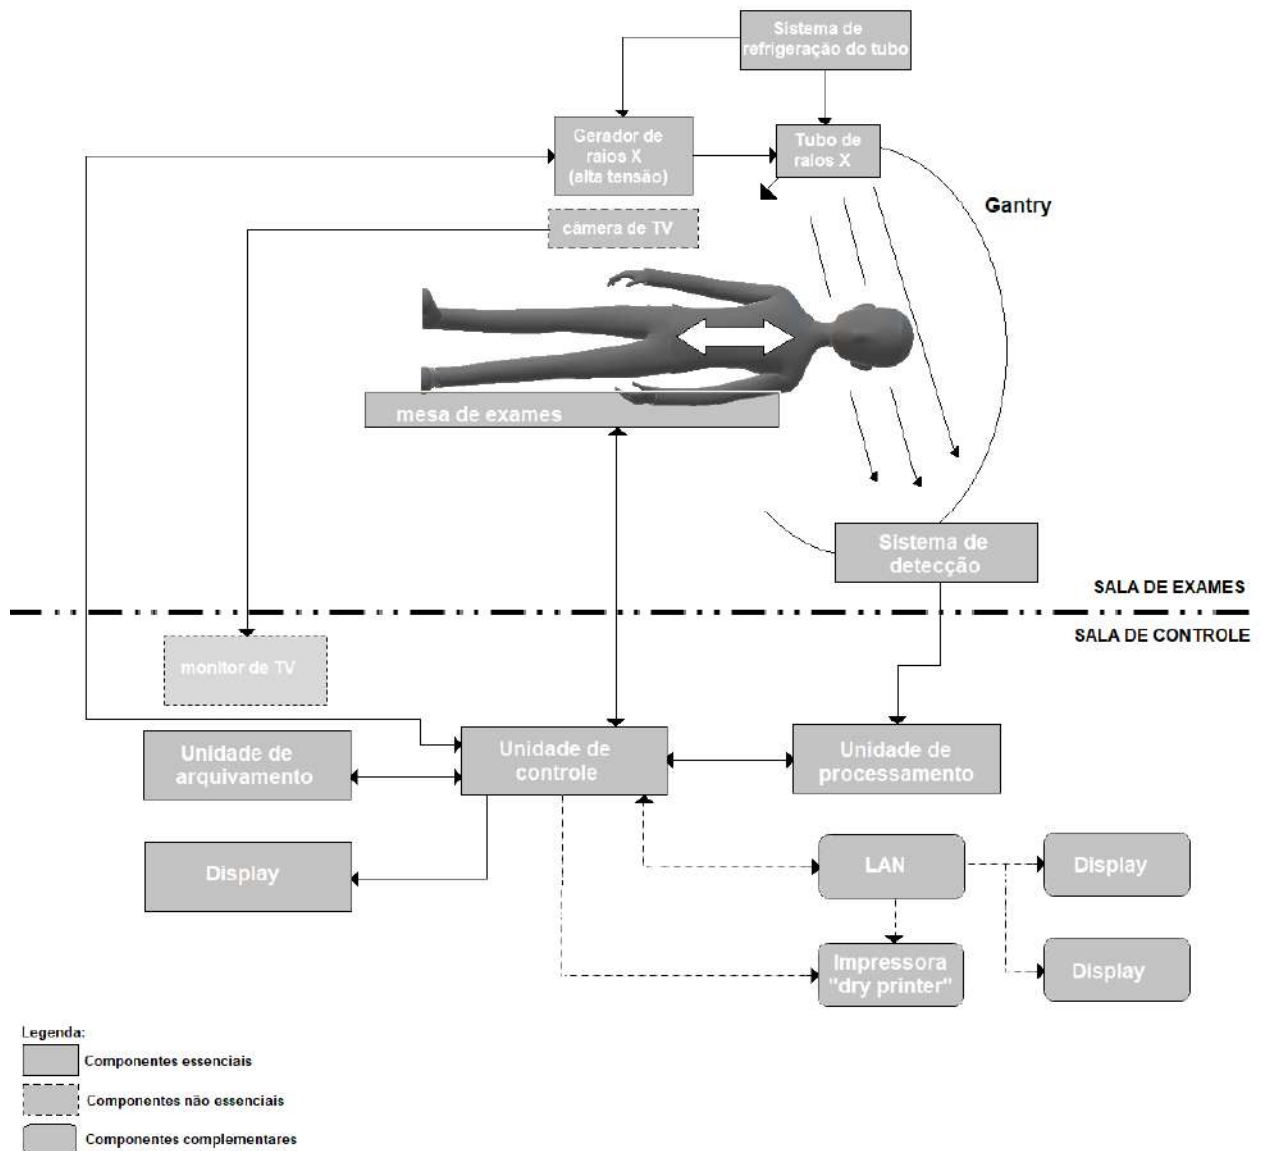 Sistema de
refrigeração do tubo
Gerador de
raios X
(alta tensão)
Tubo de
raios X
Gantry
câmera de TV
mesa de exames
Sistema de
detecção
SALA DE EXAMES
SALA DE CONTROLE
monitor de TV
Unidade de
arquivamento
Unidade de
controle
Unidade de
processamento
Display
LAN
Display
Impressora
"dry printer"
Display
Legenda:
Componentes essenciais
Componentes não essenciais
Componentes complementares